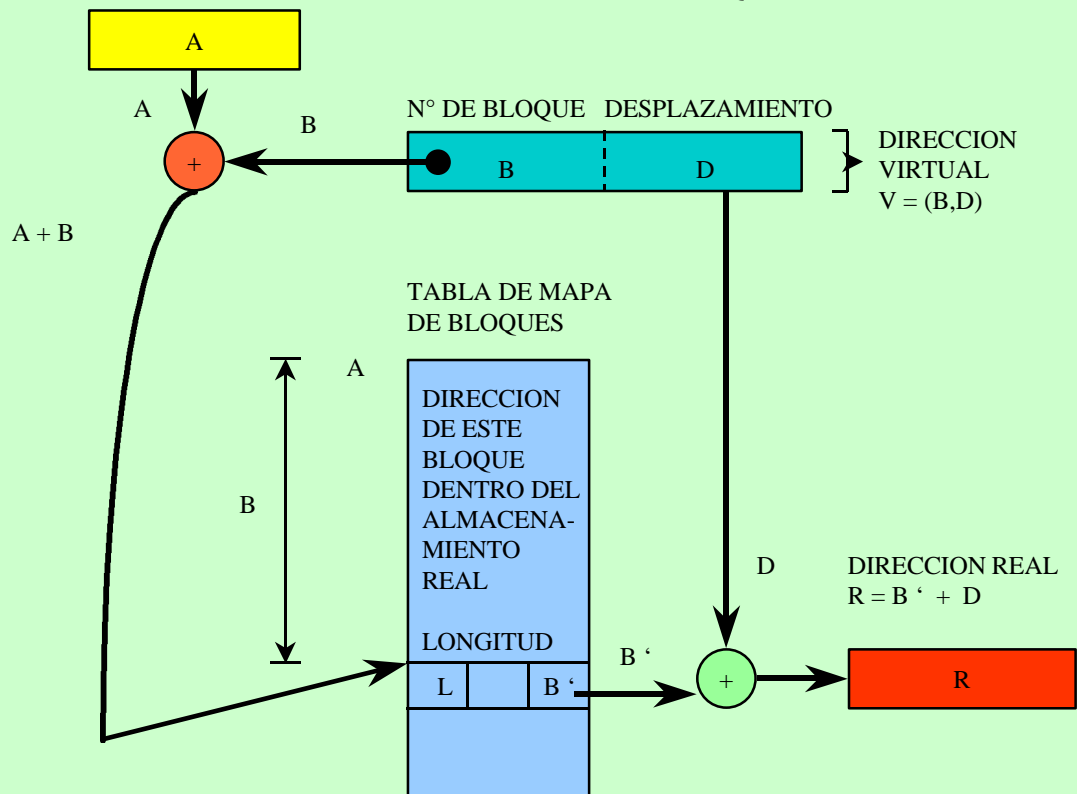 A
A
B
N° DE BLOQUE DESPLAZAMIENTO
+
B
D
DIRECCION
VIRTUAL
V = (B,D)
A + B
TABLA DE MAPA
DE BLOQUES
A
DIRECCION
DE ESTE
BLOQUE
DENTRO DEL
ALMACENA-
MIENTO
REAL
B
D
DIRECCION REAL
R = B ‘ + D
LONGITUD
L
B ‘
B ‘
+
R